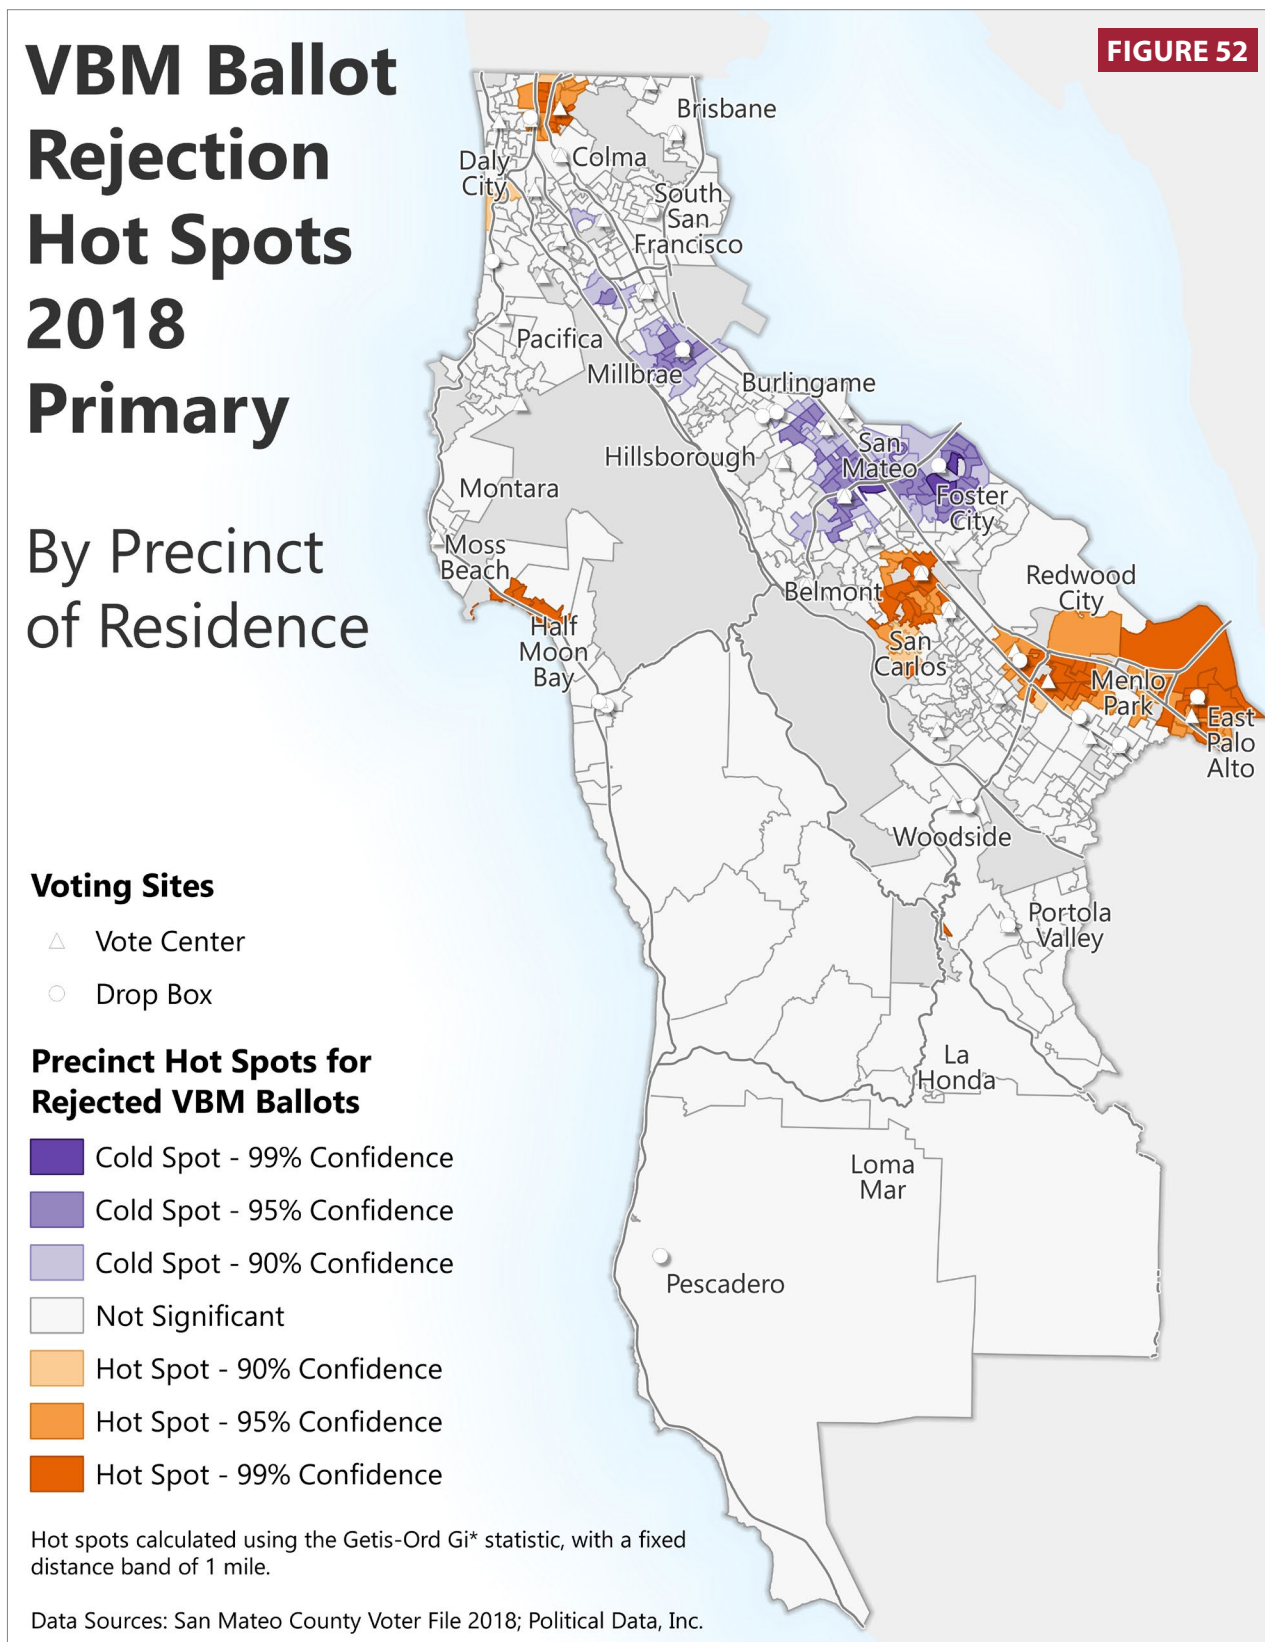 VBM Ballot
Rejection
Hot Spots
2018
Primary
By Precinct
of Residence
FIGURE 52
Brisbane
Daly
City
Colma
South
San
Francisco
Pacifica
Millbrae
Burlingame
Hillsborough
San
Mateo
Foster
City
Montara
Moss
Beach
Half
Moon
Bay
Belmont
Redwood
City
San
Carlos
Menlo
Park
East
Palo
Alto
Woodside
Portola
Valley
La
Honda
Loma
Mar
Pescadero
Voting Sites
Vote Center
Drop Box
Precinct Hot Spots for
Rejected VBM Ballots
Cold Spot - 99% Confidence
Cold Spot - 95% Confidence
Cold Spot - 90% Confidence
Not Significant
Hot Spot - 90% Confidence
Hot Spot - 95% Confidence
Hot Spot - 99% Confidence
Hot spots calculated using the Getis-Ord Gi* statistic, with a fixed
distance band of 1 mile.
Data Sources: San Mateo County Voter File 2018; Political Data, Inc.